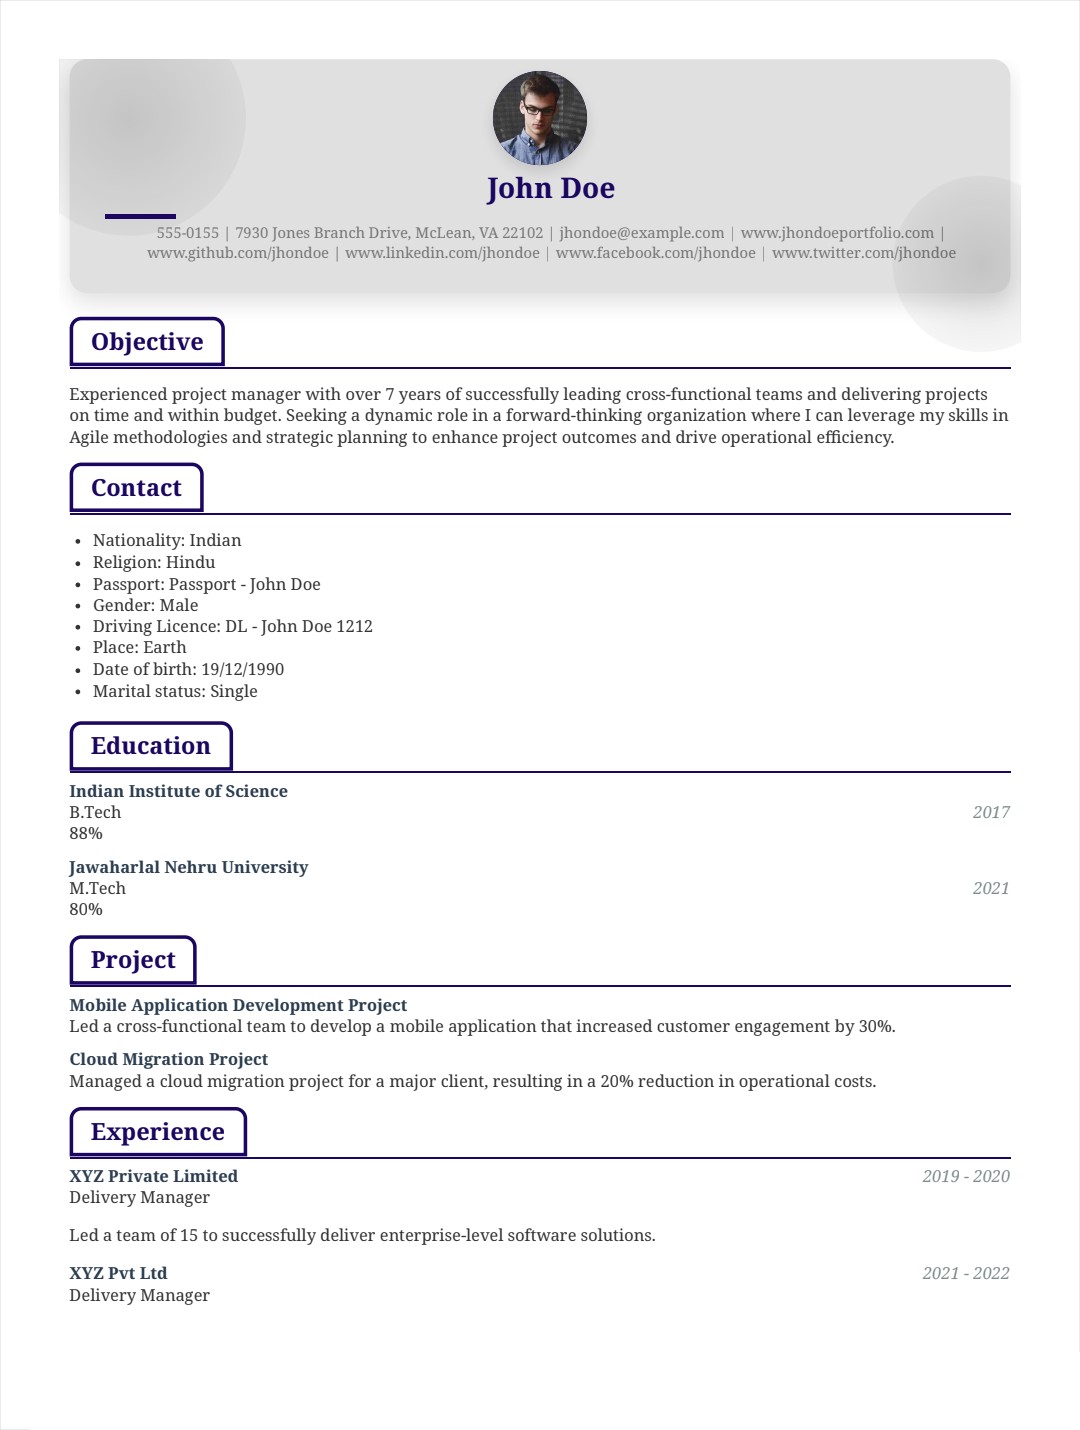 John Doe
555-0155 | 7930 Jones Branch Drive, McLean, VA 22102 | jhondoe@example.com | www.jhondoeportfolio.com |
www.github.com/jhondoe | www.linkedin.com/jhondoe | www.facebook.com/jhondoe | www.twitter.com/jhondoe
Objective
Experienced project manager with over 7 years of successfully leading cross-functional teams and delivering projects
on time and within budget. Seeking a dynamic role in a forward-thinking organization where I can leverage my skills in
Agile methodologies and strategic planning to enhance project outcomes and drive operational efficiency.
Contact
• Nationality: Indian
• Religion: Hindu
• Passport: Passport - John Doe
• Gender: Male
• Driving Licence: DL - John Doe 1212
• Place: Earth
• Date of birth: 19/12/1990
• Marital status: Single
Education
Indian Institute of Science
B.Tech 2017
88%
Jawaharlal Nehru University
M.Tech 2021
80%
Project
Mobile Application Development Project
Led a cross-functional team to develop a mobile application that increased customer engagement by 30%.
Cloud Migration Project
Managed a cloud migration project for a major client, resulting in a 20% reduction in operational costs.
Experience
XYZ Private Limited 2019 - 2020
Delivery Manager
Led a team of 15 to successfully deliver enterprise-level software solutions.
XYZ Pvt Ltd 2021 - 2022
Delivery Manager